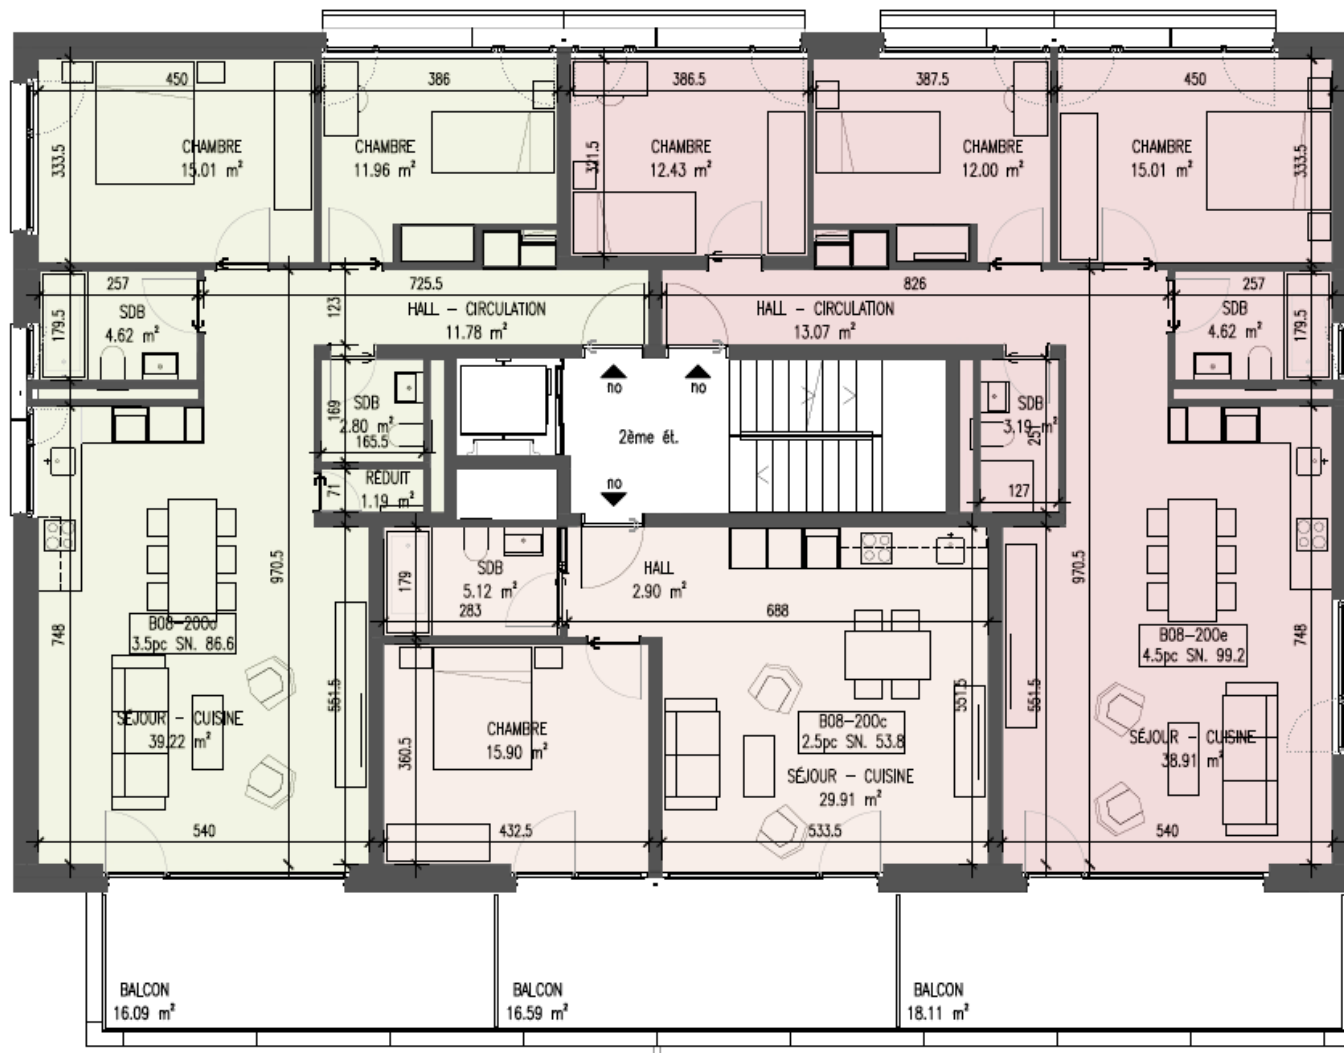 450
386
386.5
387.5
450
CHAMBRE
15.01 m²
333.5
CHAMBRE
11.96 m²
CHAMBRE
12.43 m²
321.5
CHAMBRE
12.00 m²
CHAMBRE
15.01 m²
333.5
257
725.5
826
257
SDB
4.62 m²
179.5
123
HALL – CIRCULATION
11.78 m²
HALL – CIRCULATION
13.07 m²
SDB
4.62 m²
179.5
no
no
SDB
2.80 m²
169
165.5
2ème ét.
SDB
3.19 m²
251
127
RÉDUIT
1.19 m²
71
no
970.5
SDB
5.12 m²
179
283
HALL
2.90 m²
688
970.5
748
3.5pc SN. 86.6
B08-200e
4.5pc SN. 99.2
748
SÉJOUR – CUISINE
39.22 m²
551.5
CHAMBRE
15.90 m²
360.5
B08-200c
2.5pc SN. 53.8
551.5
SÉJOUR – CUISINE
29.91 m²
551.5
SÉJOUR – CUISINE
38.91 m²
540
432.5
533.5
540
BALCON
16.09 m²
BALCON
16.59 m²
BALCON
18.11 m²